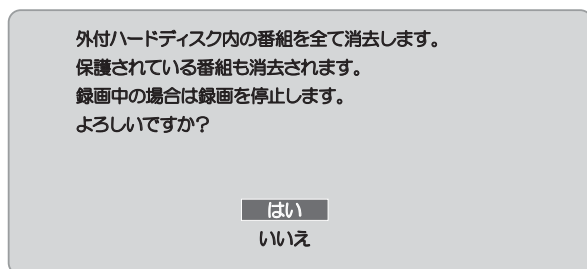 外付ハードディスク内の番組を全て消去します。
保護されている番組も消去されます。
録画中の場合は録画を停止します。
よろしいですか?
はい
いいえ